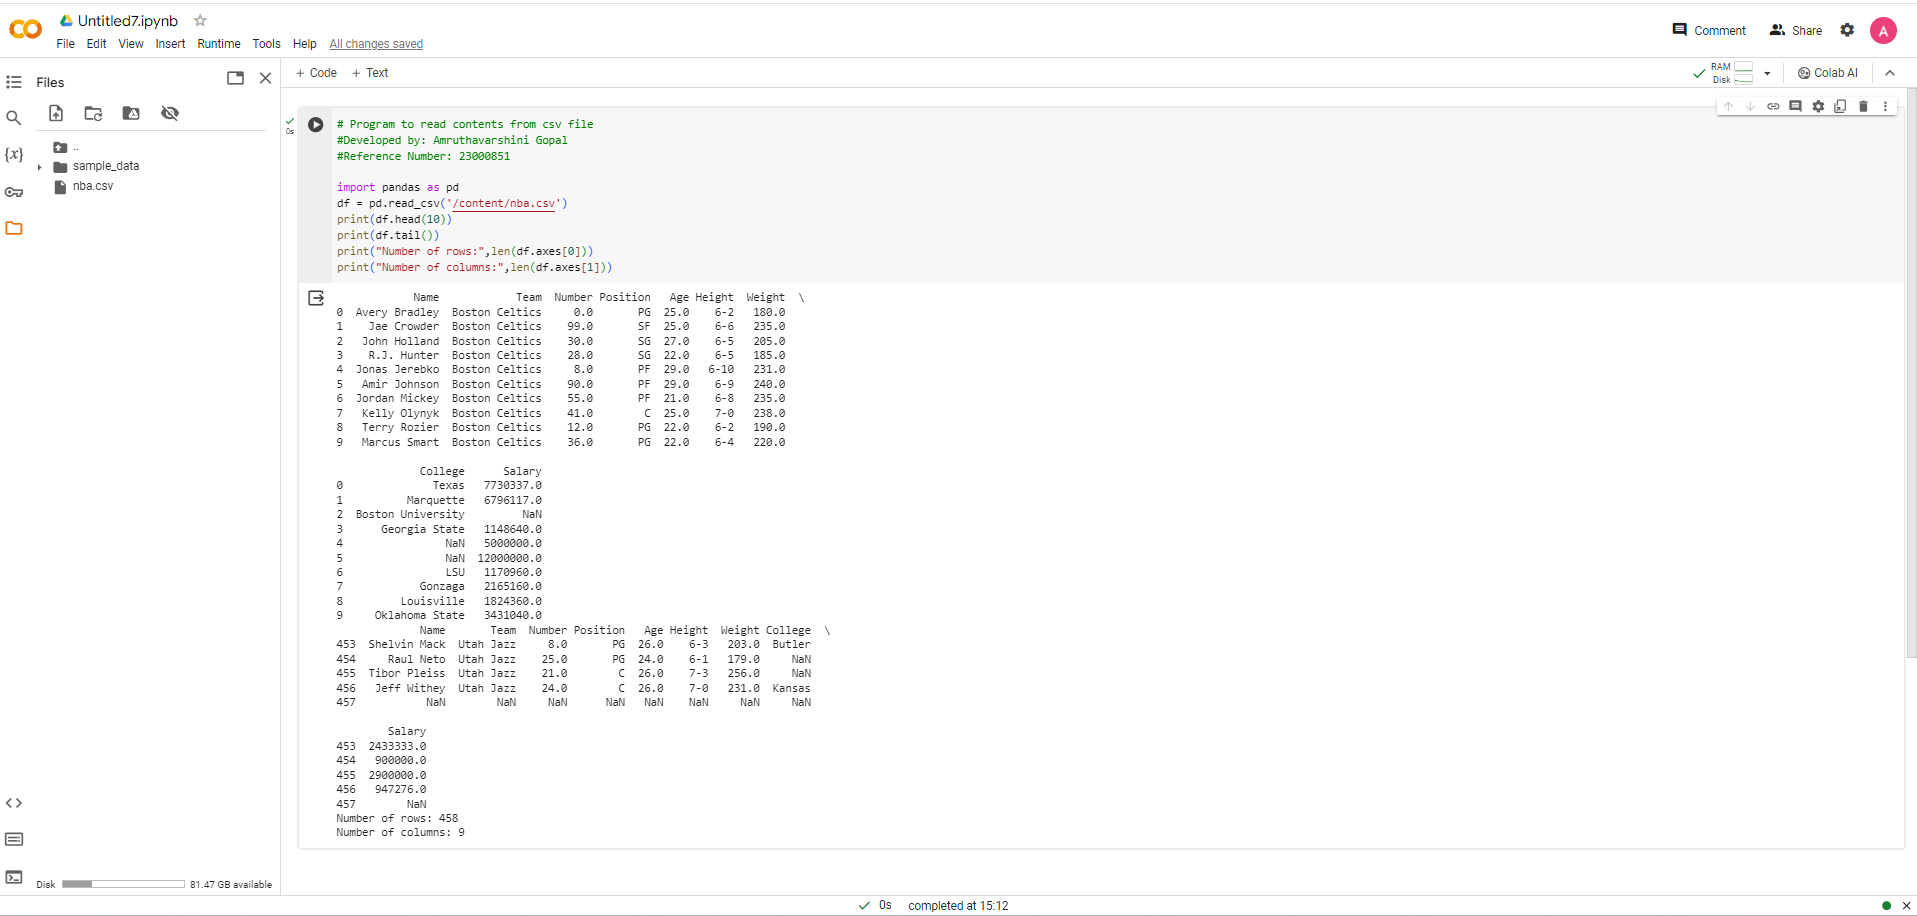 Untitled7.ipynb
File Edit View Insert Runtime Tools Help All changes saved
Comment Share A
Files
+ Code + Text
RAM
Disk
Colab AI
..
sample_data
nba.csv
{x}
0s
# Program to read contents from csv file
#Developed by: Amruthavarshini Gopal
#Reference Number: 23000851
import pandas as pd
df = pd.read_csv('/content/nba.csv')
print(df.head(10))
print(df.tail())
print("Number of rows:",len(df.axes[0]))
print("Number of columns:",len(df.axes[1]))
Name Team Number Position Age Height Weight \
0 Avery Bradley Boston Celtics 0.0 PG 25.0 6-2 180.0
1 Jae Crowder Boston Celtics 99.0 SF 25.0 6-6 235.0
2 John Holland Boston Celtics 30.0 SG 27.0 6-5 205.0
3 R.J. Hunter Boston Celtics 28.0 SG 22.0 6-5 185.0
4 Jonas Jerebko Boston Celtics 8.0 PF 29.0 6-10 231.0
5 Amir Johnson Boston Celtics 90.0 PF 29.0 6-9 240.0
6 Jordan Mickey Boston Celtics 55.0 PF 21.0 6-8 235.0
7 Kelly Olynyk Boston Celtics 41.0 C 25.0 7-0 238.0
8 Terry Rozier Boston Celtics 12.0 PG 22.0 6-2 190.0
9 Marcus Smart Boston Celtics 36.0 PG 22.0 6-4 220.0
College Salary
0 Texas 7730337.0
1 Marquette 6796117.0
2 Boston University NaN
3 Georgia State 1148640.0
4 NaN 5000000.0
5 NaN 12000000.0
6 LSU 1170960.0
7 Gonzaga 2165160.0
8 Louisville 1824360.0
9 Oklahoma State 3431040.0
Name Team Number Position Age Height Weight College \
453 Shelvin Mack Utah Jazz 8.0 PG 26.0 6-3 203.0 Butler
454 Raul Neto Utah Jazz 25.0 PG 24.0 6-1 179.0 NaN
455 Tibor Pleiss Utah Jazz 21.0 C 26.0 7-3 256.0 NaN
456 Jeff Withey Utah Jazz 24.0 C 26.0 7-0 231.0 Kansas
457 NaN NaN NaN NaN NaN NaN NaN NaN
Salary
453 2433333.0
454 900000.0
455 2900000.0
456 947276.0
457 NaN
Number of rows: 458
Number of columns: 9
Disk 81.47 GB available
0s completed at 15:12